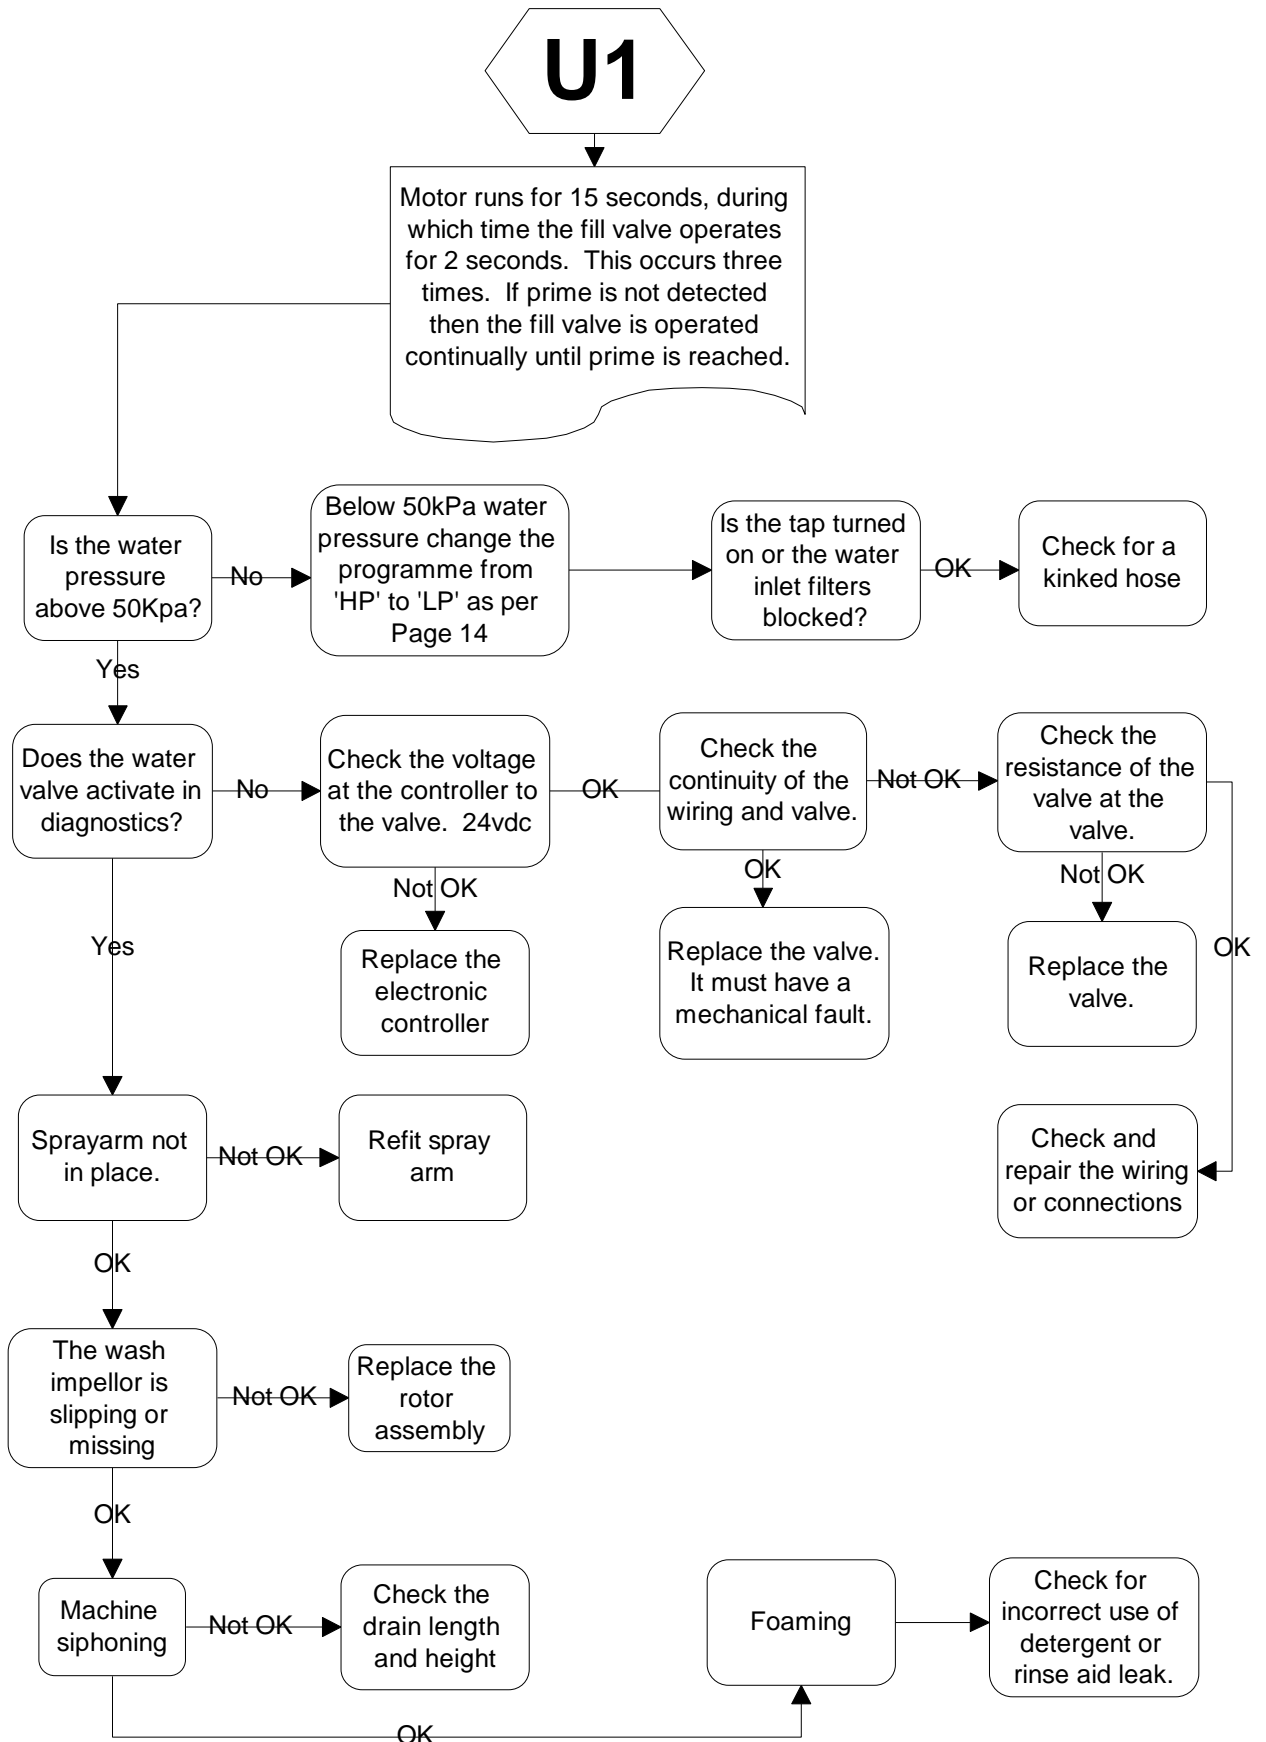 U1
Motor runs for 15 seconds, during
which time the fill valve operates
for 2 seconds.  This occurs three
times.  If prime is not detected
then the fill valve is operated
continually until prime is reached.
Is the water
pressure
above 50Kpa?
No
Below 50kPa water
pressure change the
programme from
'HP' to 'LP' as per
Page 14
Is the tap turned
on or the water
inlet filters
blocked?
OK
Check for a
kinked hose
Yes
Does the water
valve activate in
diagnostics?
No
Check the voltage
at the controller to
the valve.  24vdc
OK
Check the
continuity of the
wiring and valve.
Not OK
Check the
resistance of the
valve at the
valve.
Not OK
OK
Not OK
OK
Yes
Replace the
electronic
controller
Replace the valve.
It must have a
mechanical fault.
Replace the
valve.
Sprayarm not
in place.
Not OK
Refit spray
arm
Check and
repair the wiring
or connections
OK
The wash
impellor is
slipping or
missing
Not OK
Replace the
rotor
assembly
OK
Machine
siphoning
Not OK
Check the
drain length
and height
Foaming
Check for
incorrect use of
detergent or
rinse aid leak.
OK